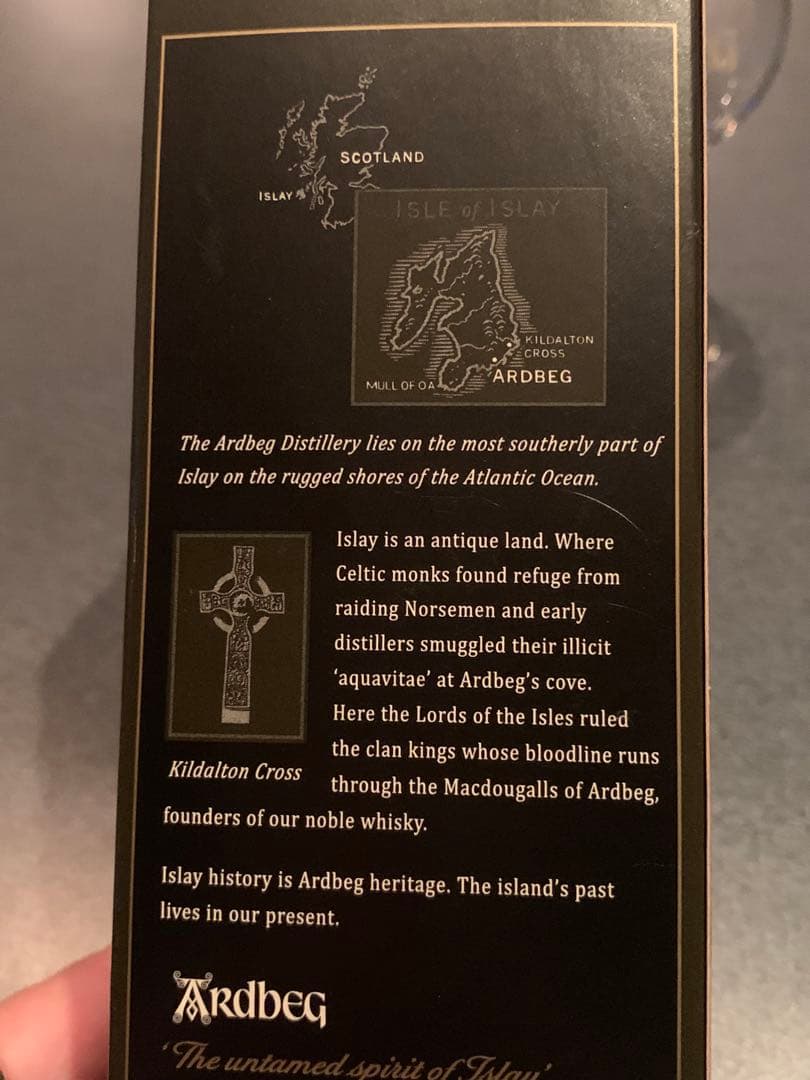 SCOTLAND
ISLAY
ISLE of ISLAY
KILDALTON
CROSS
ARDBEG
MULL OF OA
The Ardbeg Distillery lies on the most southerly part of
Islay on the rugged shores of the Atlantic Ocean.
Islay is an antique land. Where
Celtic monks found refuge from
raiding Norsemen and early
distillers smuggled their illicit
‘aquavitae’ at Ardbeg’s cove.
Here the Lords of the Isles ruled
the clan kings whose bloodline runs
through the Macdougalls of Ardbeg,
founders of our noble whisky.
Kildalton Cross
Islay history is Ardbeg heritage. The island’s past
lives in our present.
ARDBEG
‘The untamed spirit of Islay’